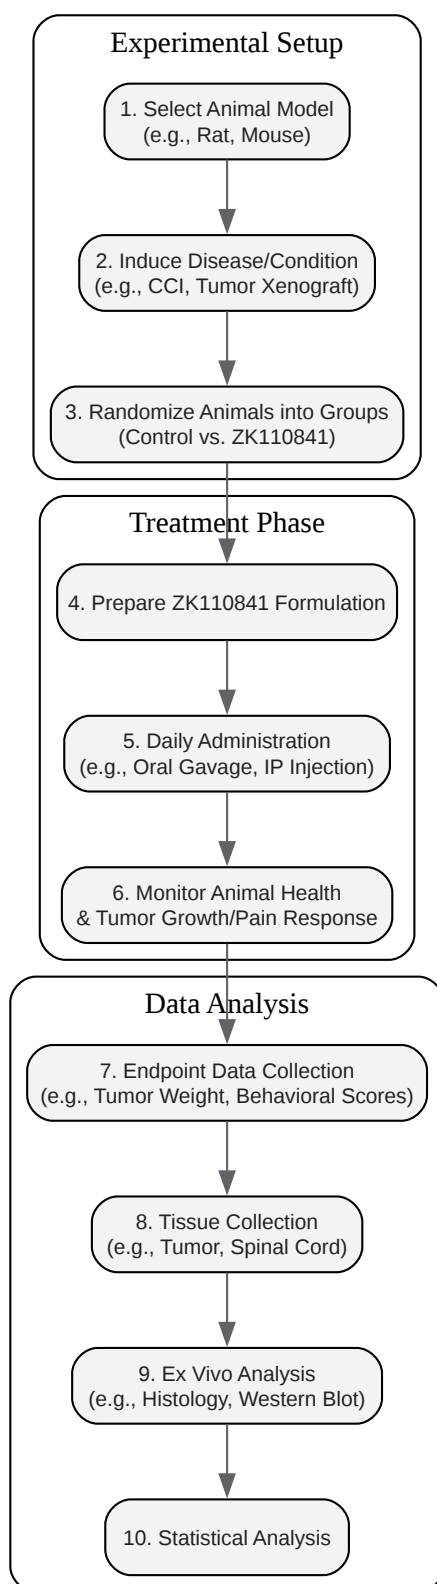 Experimental Setup
1. Select Animal Model
(e.g., Rat, Mouse)
2. Induce Disease/Condition
(e.g., CCI, Tumor Xenograft)
3. Randomize Animals into Groups
(Control vs. ZK110841)
Treatment Phase
4. Prepare ZK110841 Formulation
5. Daily Administration
(e.g., Oral Gavage, IP Injection)
6. Monitor Animal Health
& Tumor Growth/Pain Response
Data Analysis
7. Endpoint Data Collection
(e.g., Tumor Weight, Behavioral Scores)
8. Tissue Collection
(e.g., Tumor, Spinal Cord)
9. Ex Vivo Analysis
(e.g., Histology, Western Blot)
10. Statistical Analysis